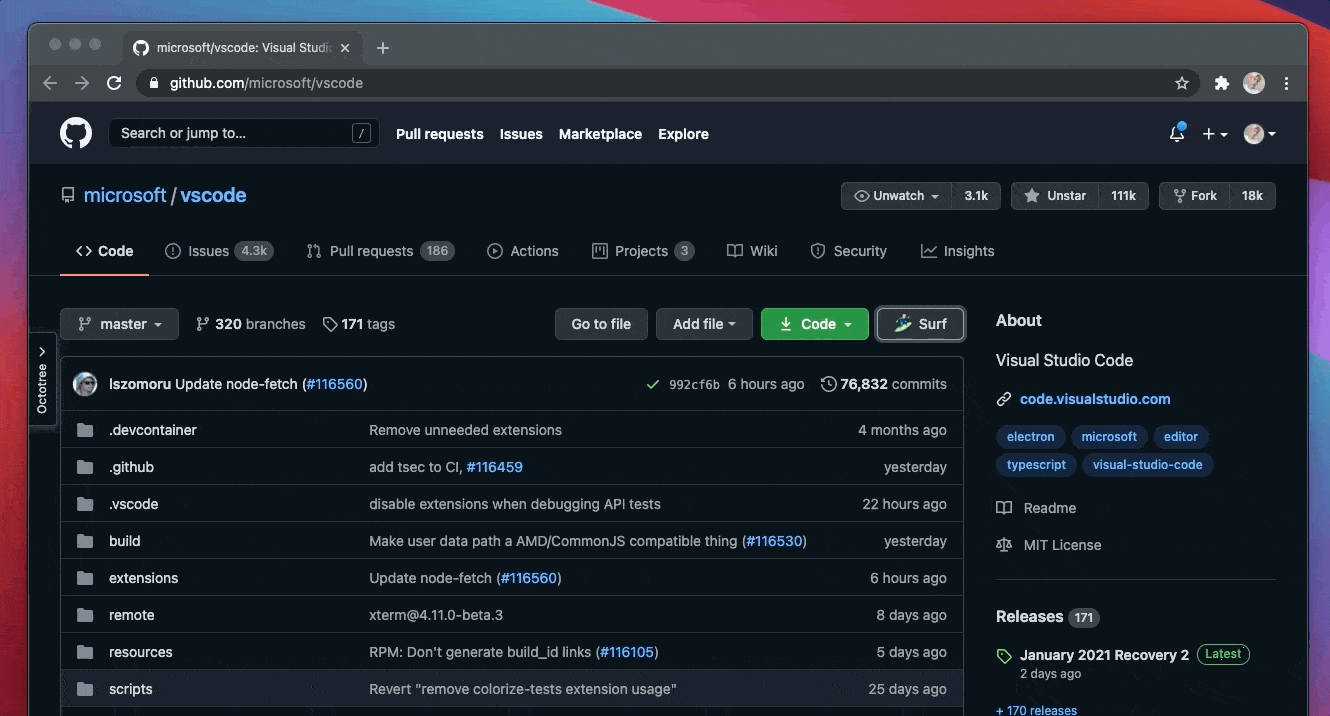 microsoft/vscode: Visual Studi
github.com/microsoft/vscode
Search or jump to... /
Pull requests Issues Marketplace Explore
microsoft / vscode
Unwatch 3.1k Unstar 111k Fork 18k
Code Issues 4.3k Pull requests 186 Actions Projects 3 Wiki Security Insights
master 320 branches 171 tags Go to file Add file Code Surf
Octotree
lszomoru Update node-fetch (#116560) 992cf6b 6 hours ago 76,832 commits
.devcontainer Remove unneeded extensions 4 months ago
.github add tsec to CI, #116459 yesterday
.vscode disable extensions when debugging API tests 22 hours ago
build Make user data path a AMD/CommonJS compatible thing (#116530) yesterday
extensions Update node-fetch (#116560) 6 hours ago
remote xterm@4.11.0-beta.3 8 days ago
resources RPM: Don't generate build_id links (#116105) 5 days ago
scripts Revert "remove colorize-tests extension usage" 25 days ago
About
Visual Studio Code
code.visualstudio.com
electron microsoft editor
typescript visual-studio-code
Readme
MIT License
Releases 171
January 2021 Recovery 2 Latest
2 days ago
+ 170 releases